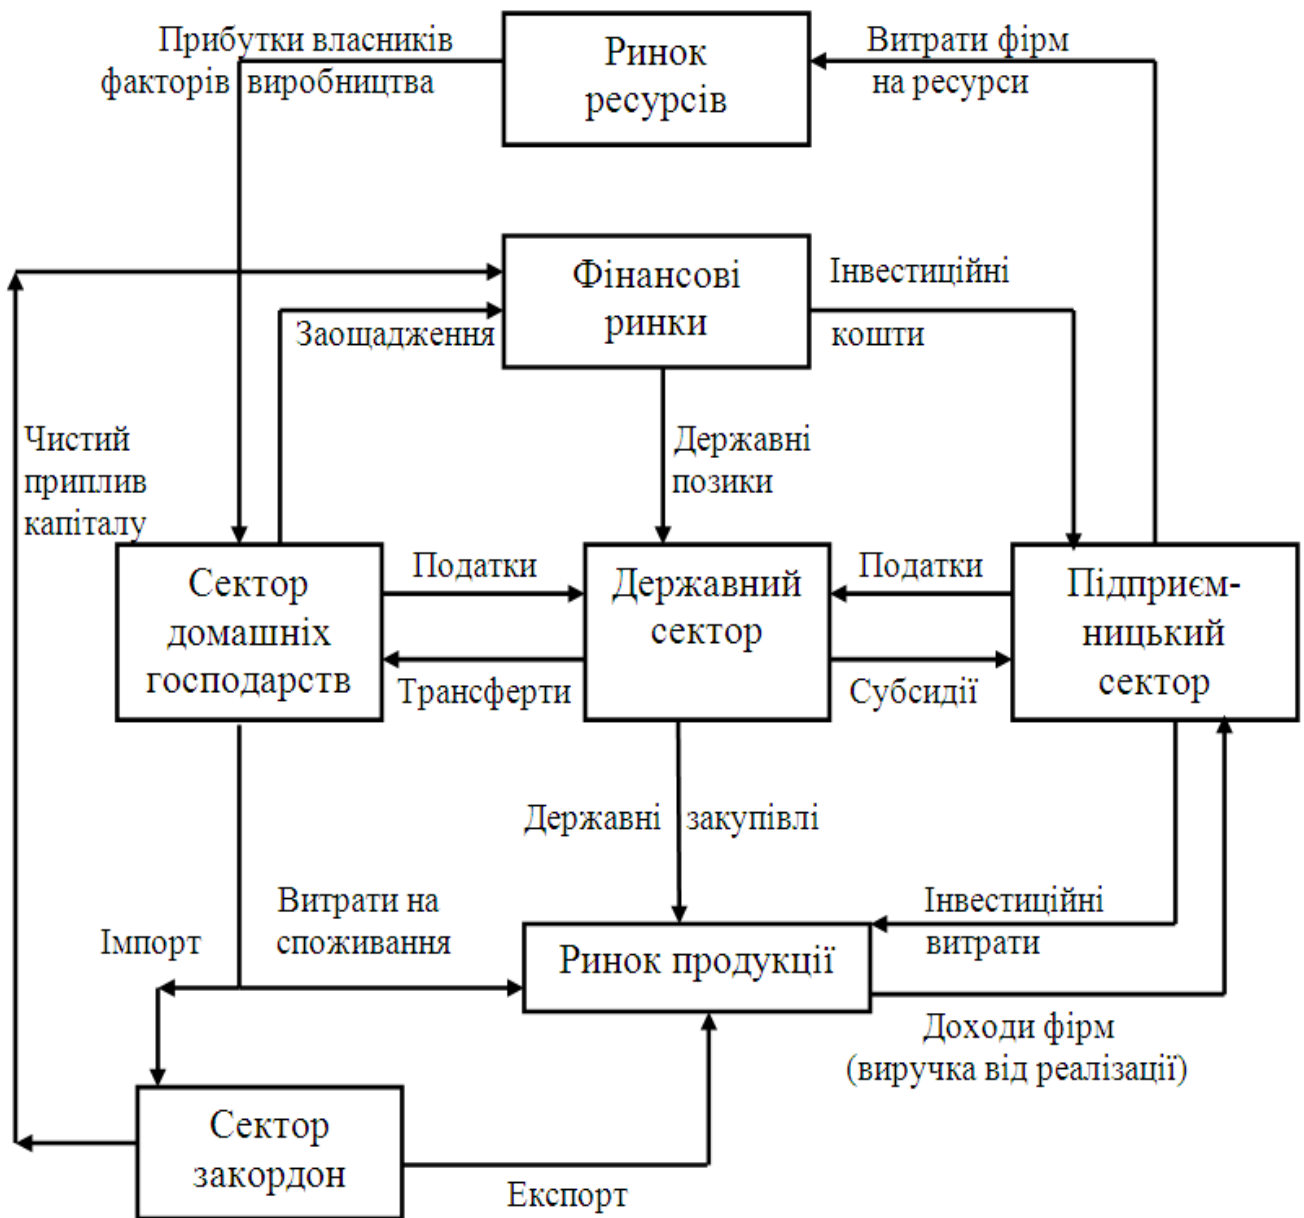 Прибутки власників
факторів виробництва
Ринок
ресурсів
Витрати фірм
на ресурси
Фінансові
ринки
Інвестиційні
кошти
Заощадження
Чистий
приплив
капіталу
Державні
позики
Сектор
домашніх
господарств
Податки
Трансферти
Державний
сектор
Податки
Субсидії
Підприєм-
ницький
сектор
Державні закупівлі
Імпорт
Витрати на
споживання
Ринок продукції
Інвестиційні
витрати
Доходи фірм
(виручка від реалізації)
Сектор
закордон
Експорт